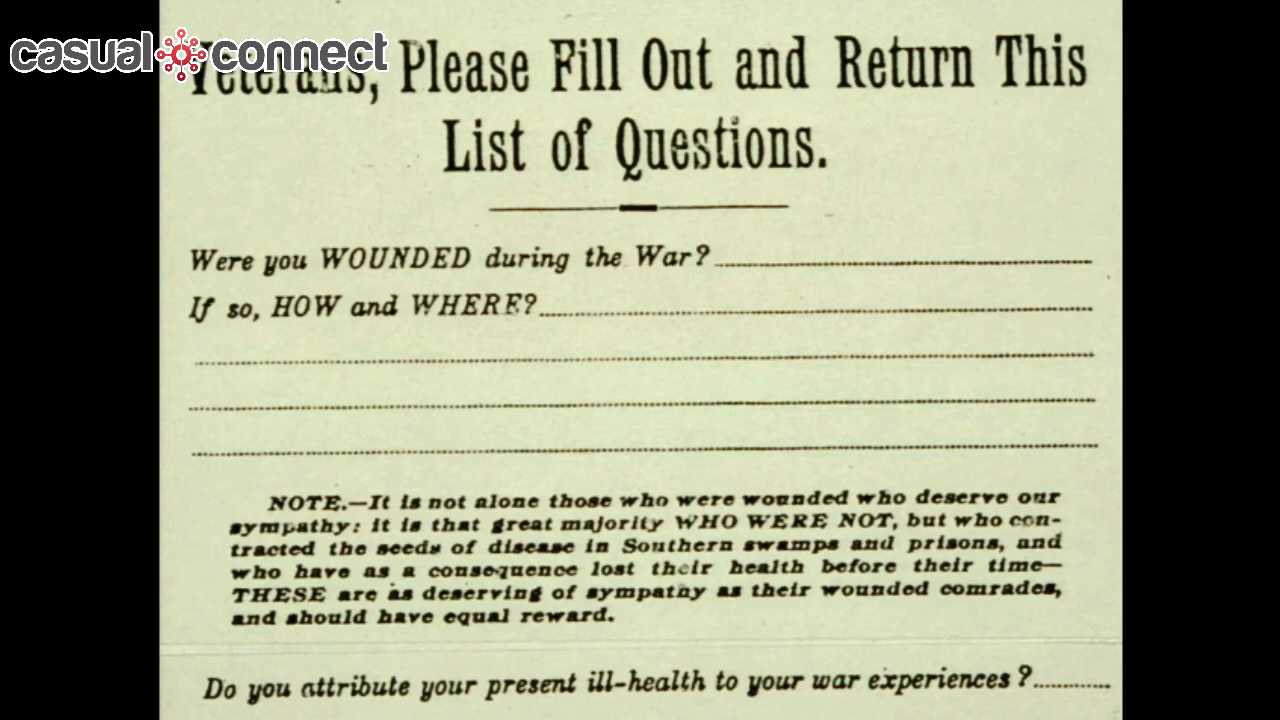 casual connect
Veterans, Please Fill Out and Return This
List of Questions.
Were you WOUNDED during the War?
If so, HOW and WHERE?
NOTE.—It is not alone those who were wounded who deserve our
sympathy: it is that great majority WHO WERE NOT, but who con-
tracted the seeds of disease in Southern swamps and prisons, and
who have as a consequence lost their health before their time—
THESE are as deserving of sympathy as their wounded comrades,
and should have equal reward.
Do you attribute your present ill-health to your war experiences?